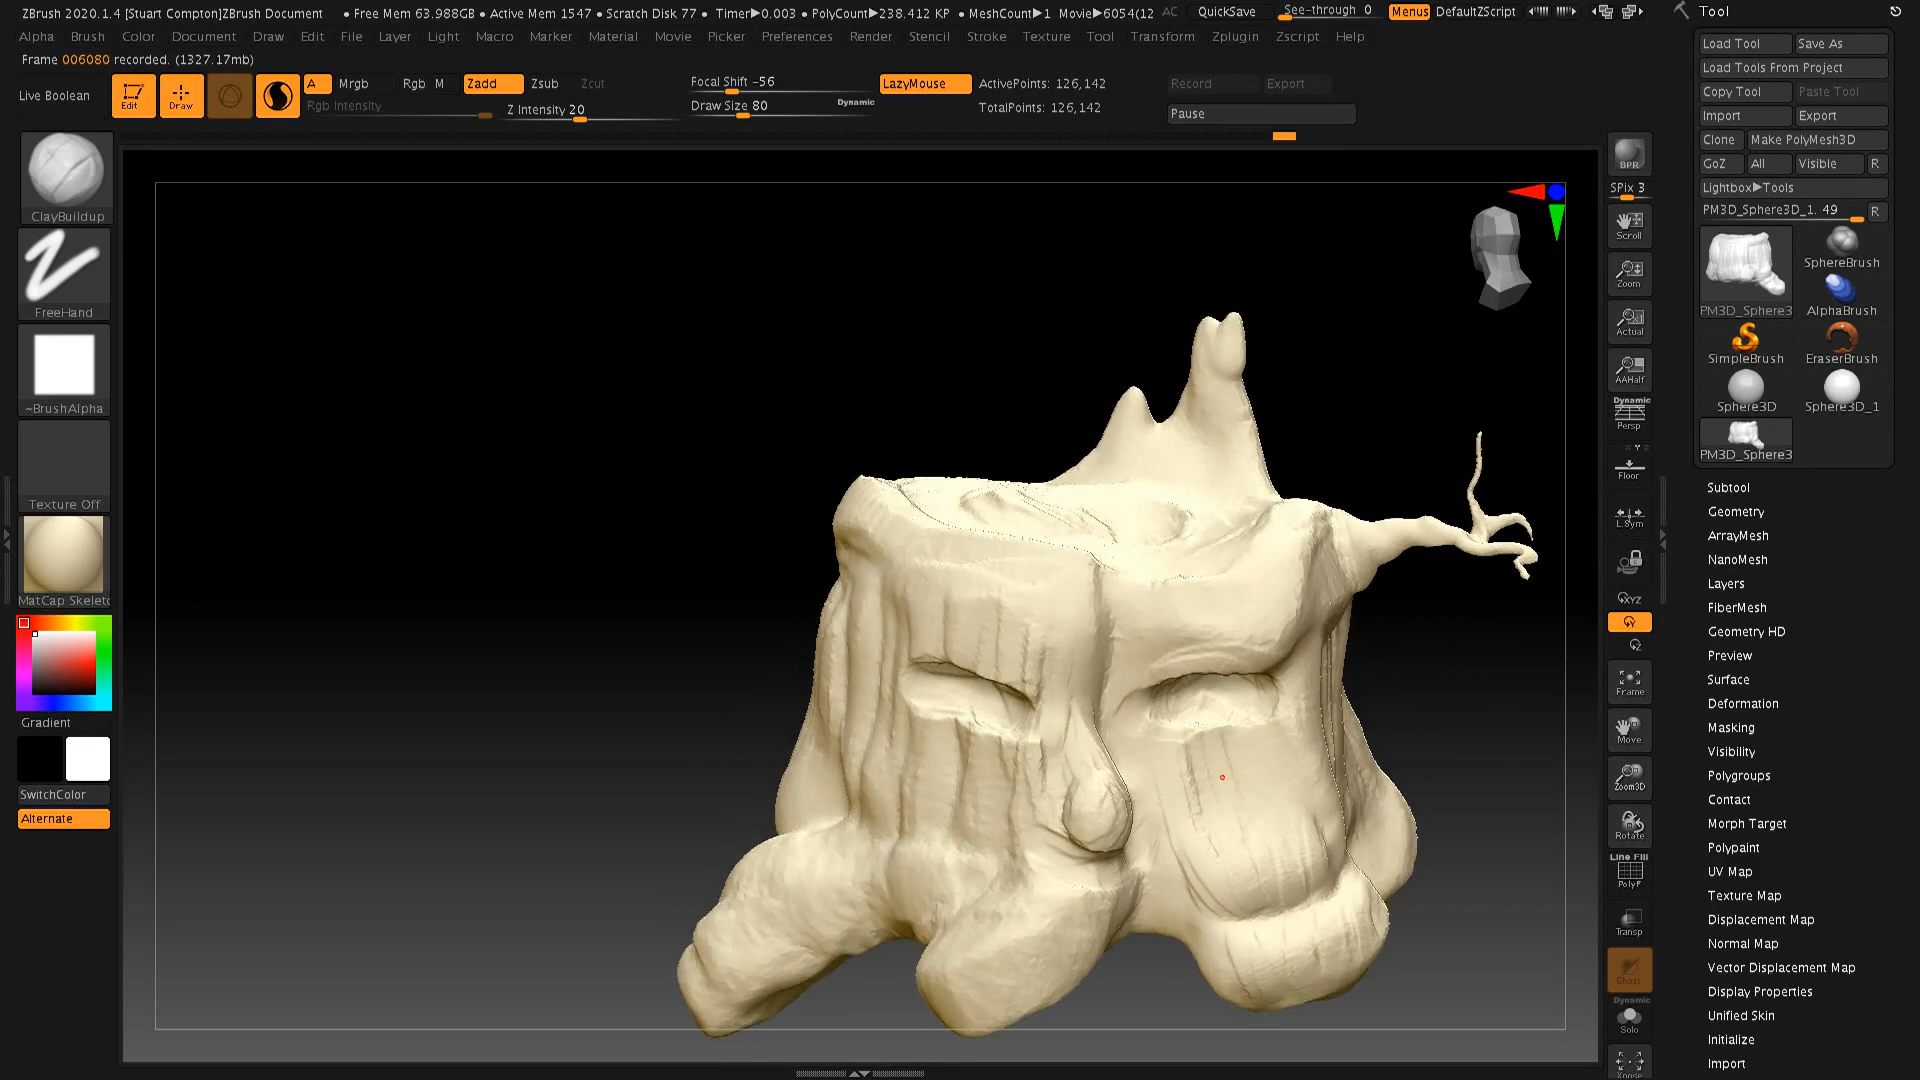 ZBrush 2020.1.4 [Stuart Compton]ZBrush Document • Free Mem 63.988GB • Active Mem 1547 • Scratch Disk 77 • Timer▶0.003 • PolyCount▶238.412 KP • MeshCount▶1 Movie▶6054(12 AC QuickSave See-through 0 Menus DefaultZScript
Tool
Alpha Brush Color Document Draw Edit File Layer Light Macro Marker Material Movie Picker Preferences Render Stencil Stroke Texture Tool Transform Zplugin Zscript Help
Frame 006080 recorded. (1327.17mb)
Live Boolean
Edit
Draw
A Mrgb Rgb M Zadd Zsub Zcut
Rgb Intensity Z Intensity 20
Focal Shift -56
Draw Size 80 Dynamic
LazyMouse
ActivePoints: 126,142
TotalPoints: 126,142
Record Export
Pause
ClayBuildup
FreeHand
~BrushAlpha
Texture Off
MatCap Skeleto
Gradient
SwitchColor
Alternate
BPR
SPix 3
Scroll
Zoom
Actual
AAHalf
Dynamic
Persp
Floor
L.Sym
XYZ
Y
Z
Frame
Move
Zoom3D
Rotate
Line Fill
PolyF
Transp
Ghost
Dynamic
Solo
Xpose
Load Tool Save As
Load Tools From Project
Copy Tool Paste Tool
Import Export
Clone Make PolyMesh3D
GoZ All Visible R
Lightbox▶Tools
PM3D_Sphere3D_1. 49 R
PM3D_Sphere3
SphereBrush
AlphaBrush
SimpleBrush EraserBrush
Sphere3D Sphere3D_1
PM3D_Sphere3
Subtool
Geometry
ArrayMesh
NanoMesh
Layers
FiberMesh
Geometry HD
Preview
Surface
Deformation
Masking
Visibility
Polygroups
Contact
Morph Target
Polypaint
UV Map
Texture Map
Displacement Map
Normal Map
Vector Displacement Map
Display Properties
Unified Skin
Initialize
Import